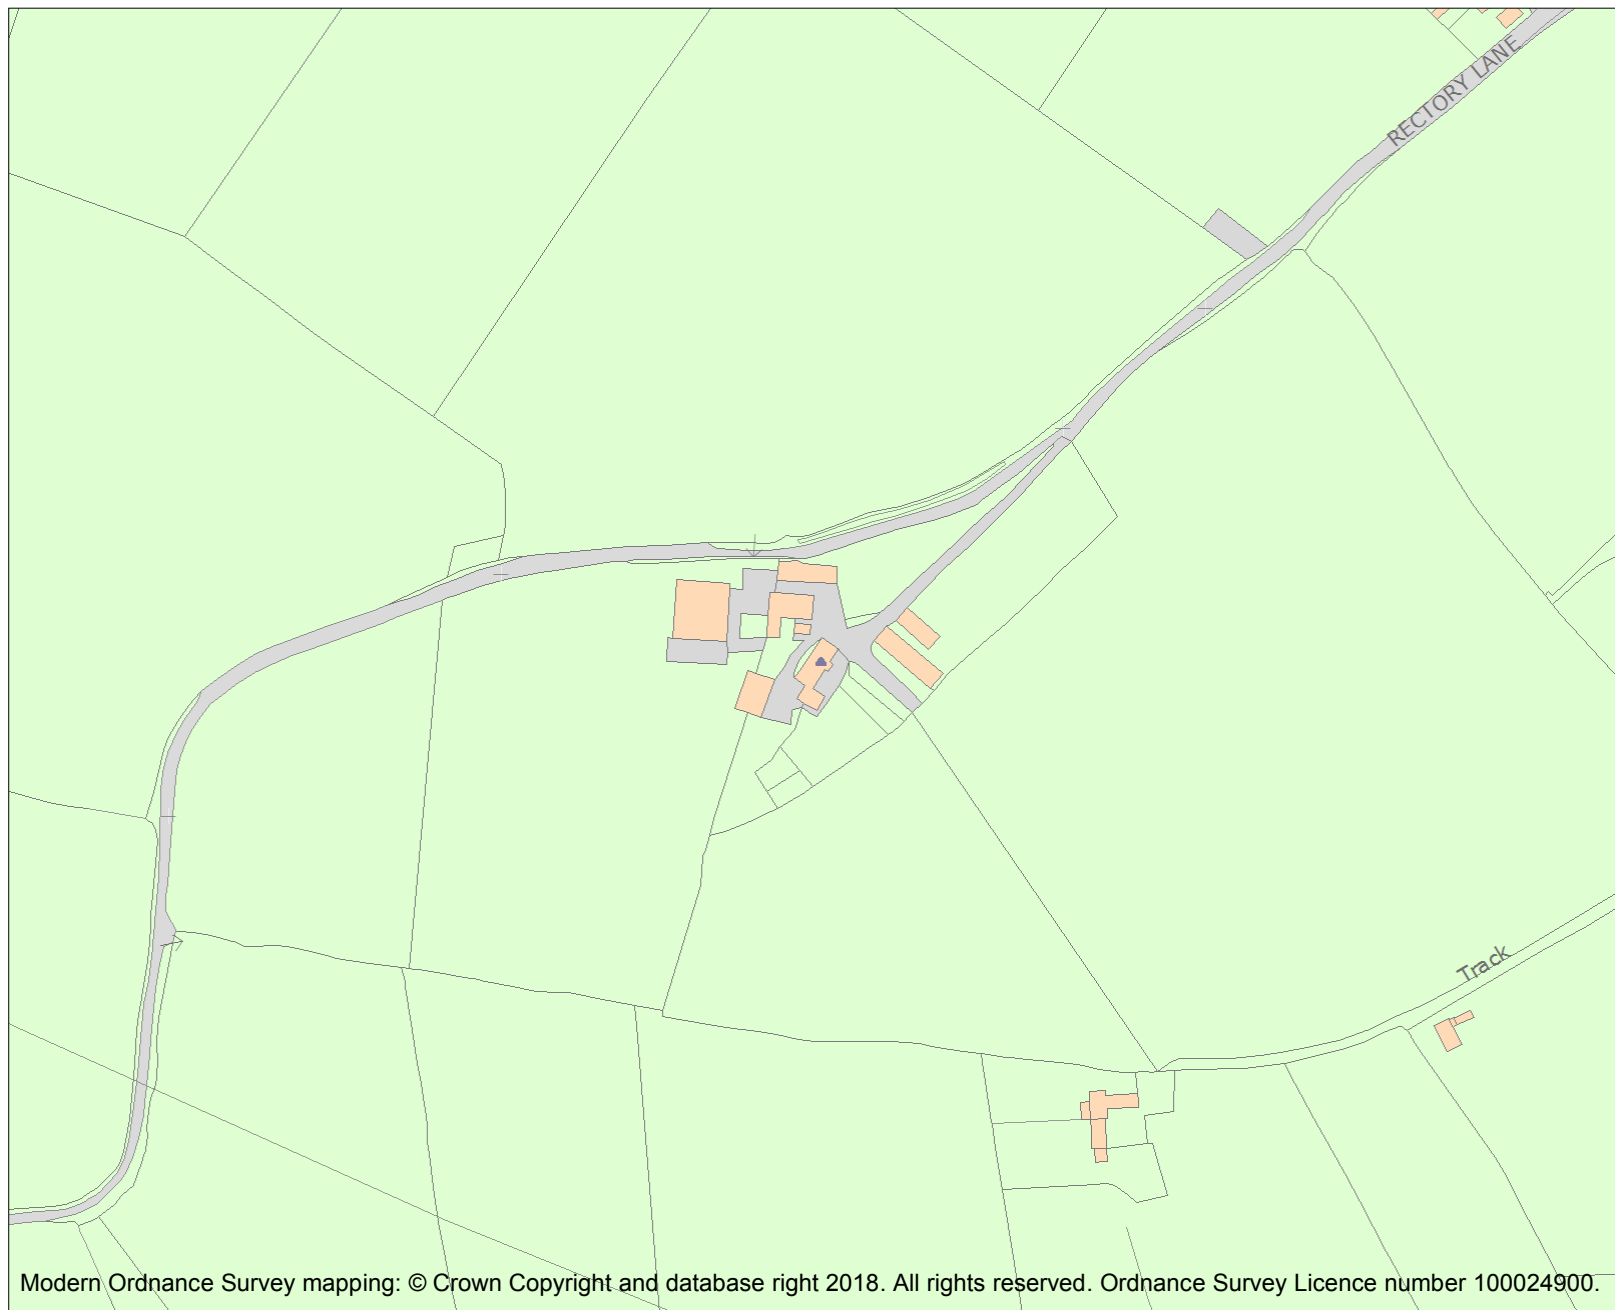 RECTORY LANE
Track
Modern Ordnance Survey mapping: © Crown Copyright and database right 2018. All rights reserved. Ordnance Survey Licence number 100024900.